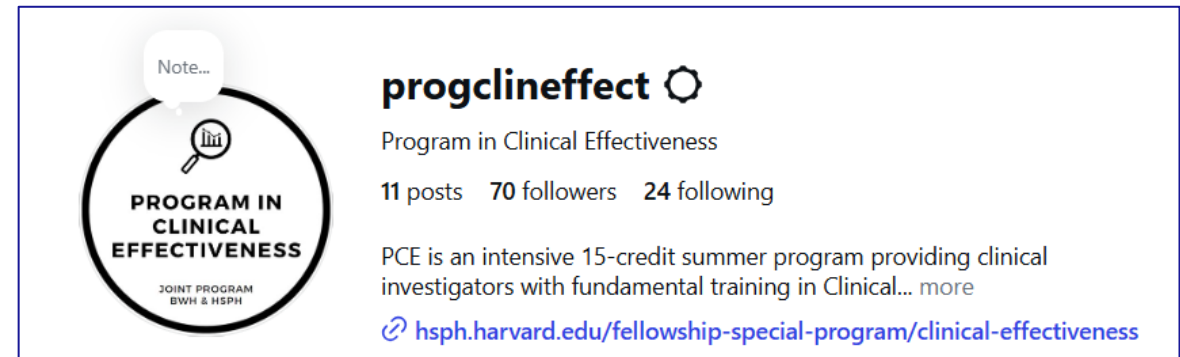 Note...
PROGRAM IN
CLINICAL
EFFECTIVENESS
JOINT PROGRAM
BWH & HSPH
progclineffect
Program in Clinical Effectiveness
11 posts 70 followers 24 following
PCE is an intensive 15-credit summer program providing clinical
investigators with fundamental training in Clinical... more
hsph.harvard.edu/fellowship-special-program/clinical-effectiveness